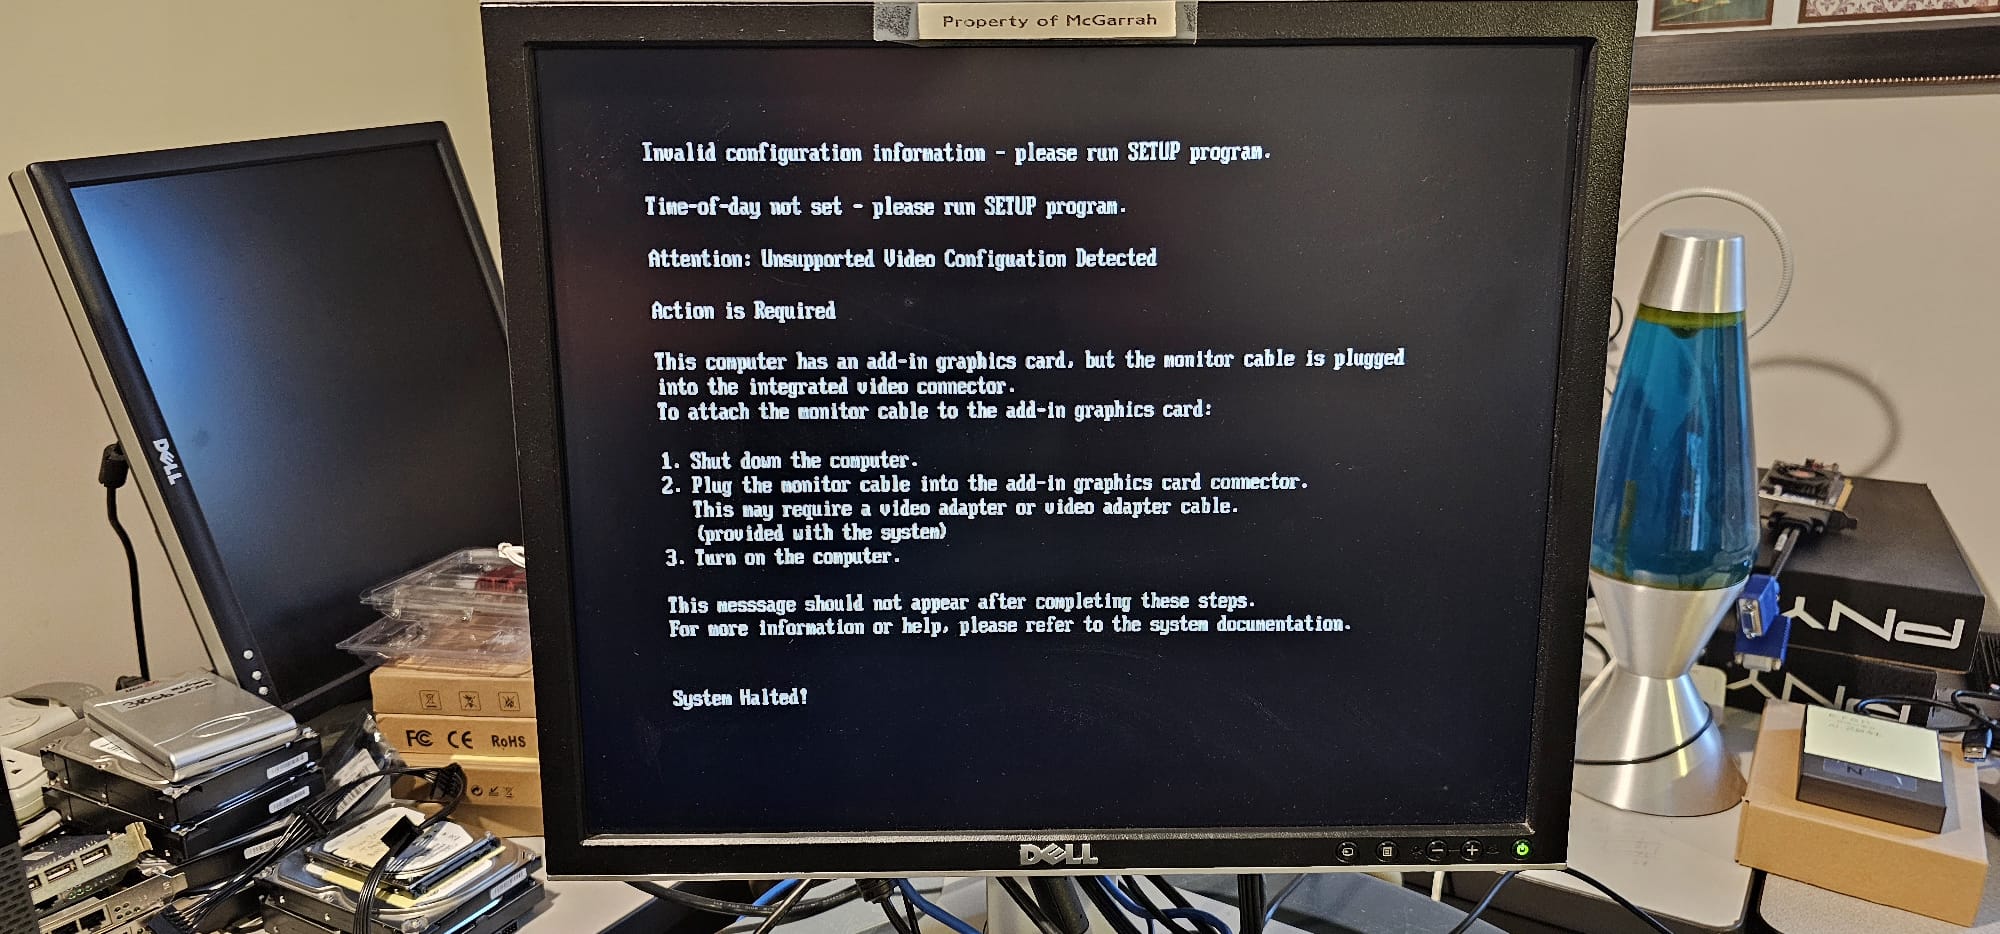 Property of McGarrah
Invalid configuration information - please run SETUP program.
Time-of-day not set - please run SETUP program.
Attention: Unsupported Video Configuation Detected
Action is Required
This computer has an add-in graphics card, but the monitor cable is plugged
into the integrated video connector.
To attach the monitor cable to the add-in graphics card:
1. Shut down the computer.
2. Plug the monitor cable into the add-in graphics card connector.
This may require a video adapter or video adapter cable.
(provided with the system)
3. Turn on the computer.
This messsage should not appear after completing these steps.
For more information or help, please refer to the system documentation.
System Halted!
DELL
DELL
FC CE RoHS
PNY
PNY